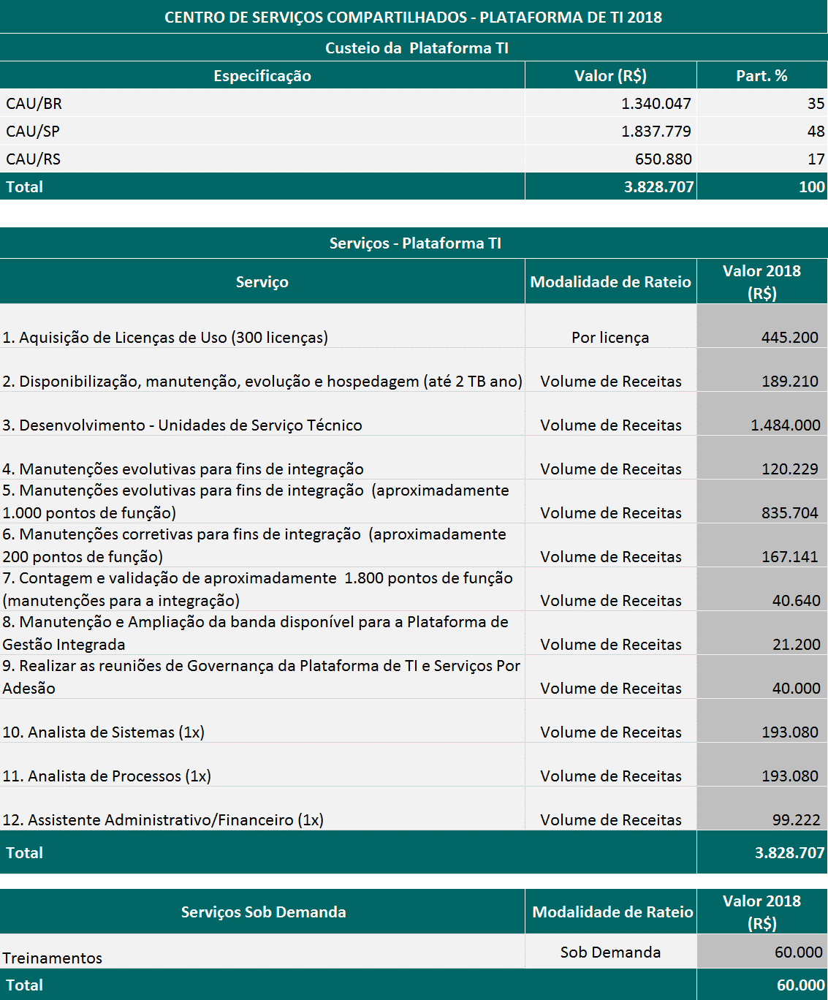 CENTRO DE SERVIÇOS COMPARTILHADOS - PLATAFORMA DE TI 2018
Custeio da Plataforma TI
Especificação Valor (R$) Part. %
CAU/BR 1.340.047 35
CAU/SP 1.837.779 48
CAU/RS 650.880 17
Total 3.828.707 100
Serviços - Plataforma TI
Serviço Modalidade de Rateio Valor 2018
(R$)
1. Aquisição de Licenças de Uso (300 licenças) Por licença 445.200
2. Disponibilização, manutenção, evolução e hospedagem (até 2 TB ano) Volume de Receitas 189.210
3. Desenvolvimento - Unidades de Serviço Técnico Volume de Receitas 1.484.000
4. Manutenções evolutivas para fins de integração Volume de Receitas 120.229
5. Manutenções evolutivas para fins de integração (aproximadamente
1.000 pontos de função) Volume de Receitas 835.704
6. Manutenções corretivas para fins de integração (aproximadamente
200 pontos de função) Volume de Receitas 167.141
7. Contagem e validação de aproximadamente 1.800 pontos de função
(manutenções para a integração) Volume de Receitas 40.640
8. Manutenção e Ampliação da banda disponível para a Plataforma de
Gestão Integrada Volume de Receitas 21.200
9. Realizar as reuniões de Governança da Plataforma de TI e Serviços Por
Adesão Volume de Receitas 40.000
10. Analista de Sistemas (1x) Volume de Receitas 193.080
11. Analista de Processos (1x) Volume de Receitas 193.080
12. Assistente Administrativo/Financeiro (1x) Volume de Receitas 99.222
Total 3.828.707
Serviços Sob Demanda Modalidade de Rateio Valor 2018
(R$)
Treinamentos Sob Demanda 60.000
Total 60.000